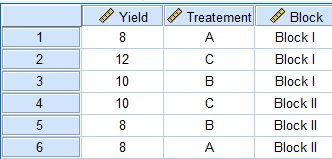 Yield Treatement Block
1 8 A Block I
2 12 C Block I
3 10 B Block I
4 10 C Block II
5 8 B Block II
6 8 A Block II